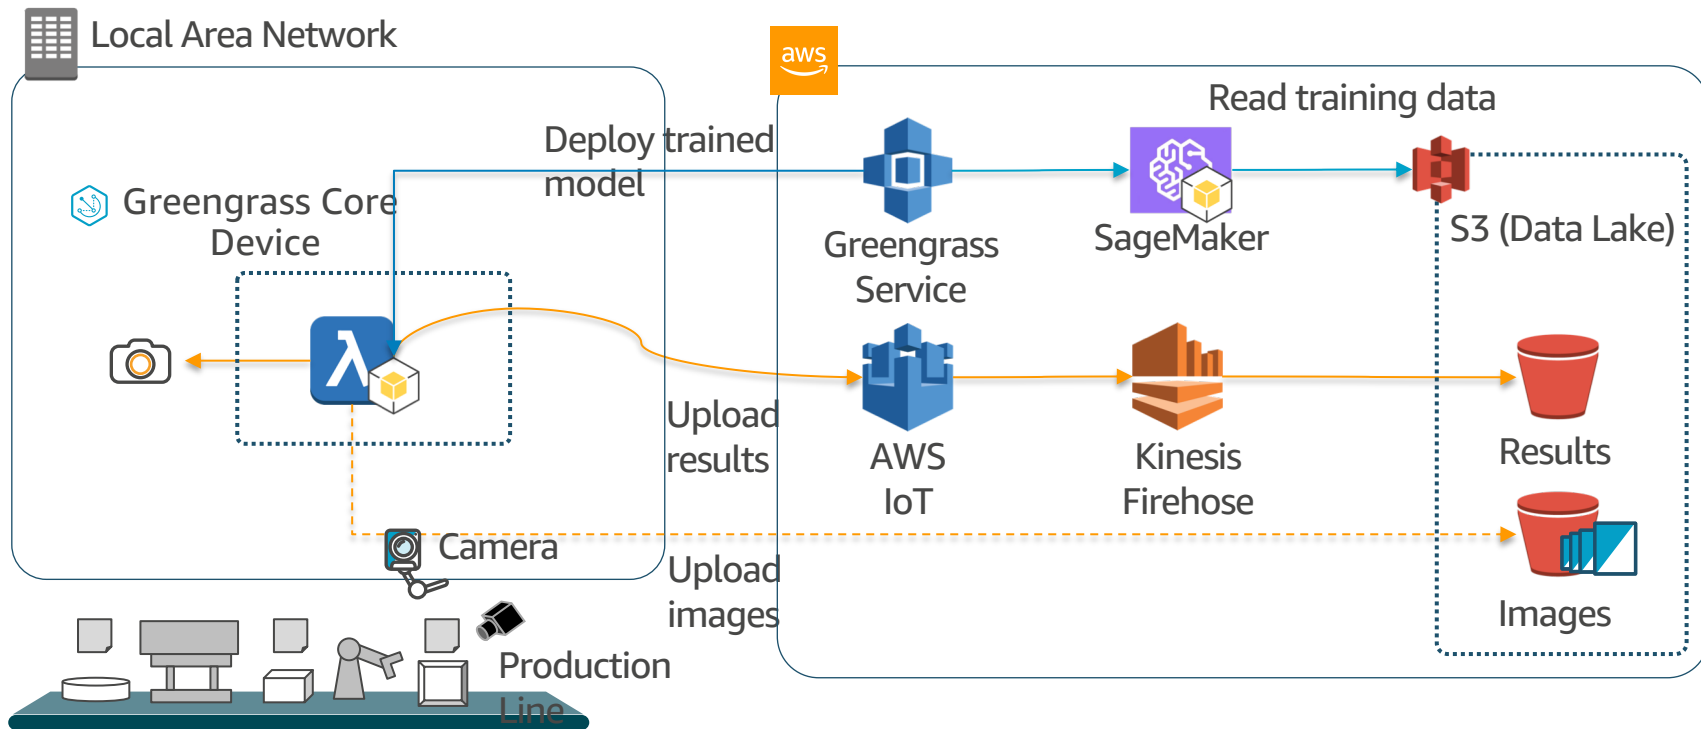 Local Area Network
aws
Read training data
Deploy trained
model
Greengrass Core
Device
Greengrass
Service
SageMaker
S3 (Data Lake)
λ
Upload
results
AWS
IoT
Kinesis
Firehose
Results
Camera
Upload
images
Images
Production
Line